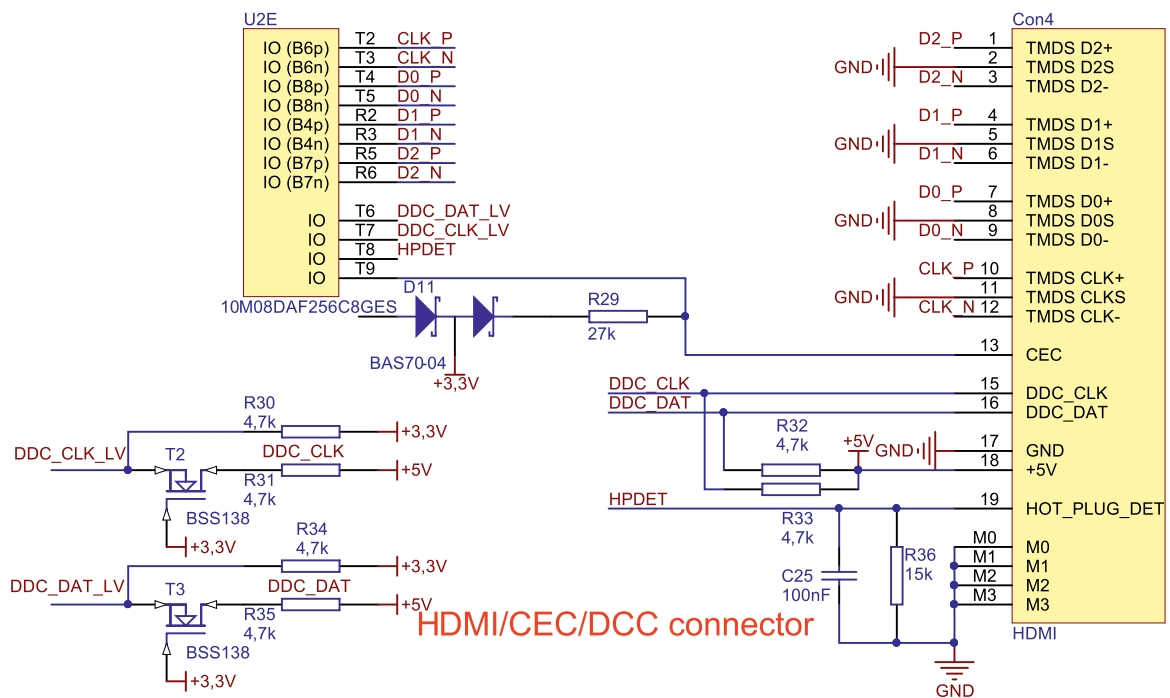 U2E
IO (B6p) T2 CLK_P
IO (B6n) T3 CLK_N
IO (B8p) T4 D0_P
IO (B8n) T5 D0_N
IO (B4p) R2 D1_P
IO (B4n) R3 D1_N
IO (B7p) R5 D2_P
IO (B7n) R6 D2_N
IO T6 DDC_DAT_LV
IO T7 DDC_CLK_LV
IO T8 HPDET
IO T9
10M08DAF256C8GES
D11
BAS70-04
+3,3V
R29
27k
Con4
D2_P 1 TMDS D2+
GND 2 TMDS D2S
D2_N 3 TMDS D2-
D1_P 4 TMDS D1+
GND 5 TMDS D1S
D1_N 6 TMDS D1-
D0_P 7 TMDS D0+
GND 8 TMDS D0S
D0_N 9 TMDS D0-
CLK_P 10 TMDS CLK+
GND 11 TMDS CLKS
CLK_N 12 TMDS CLK-
13 CEC
DDC_CLK 15 DDC_CLK
DDC_DAT 16 DDC_DAT
R32
4,7k
+5V GND 17 GND
18 +5V
R33
4,7k
HPDET 19 HOT_PLUG_DET
C25
100nF
R36
15k
M0 M0
M1 M1
M2 M2
M3 M3
HDMI
GND
R30
4,7k
+3,3V
DDC_CLK_LV
T2
DDC_CLK
+5V
R31
4,7k
BSS138
+3,3V
R34
4,7k
+3,3V
DDC_DAT_LV
T3
DDC_DAT
+5V
R35
4,7k
BSS138
+3,3V
HDMI/CEC/DCC connector